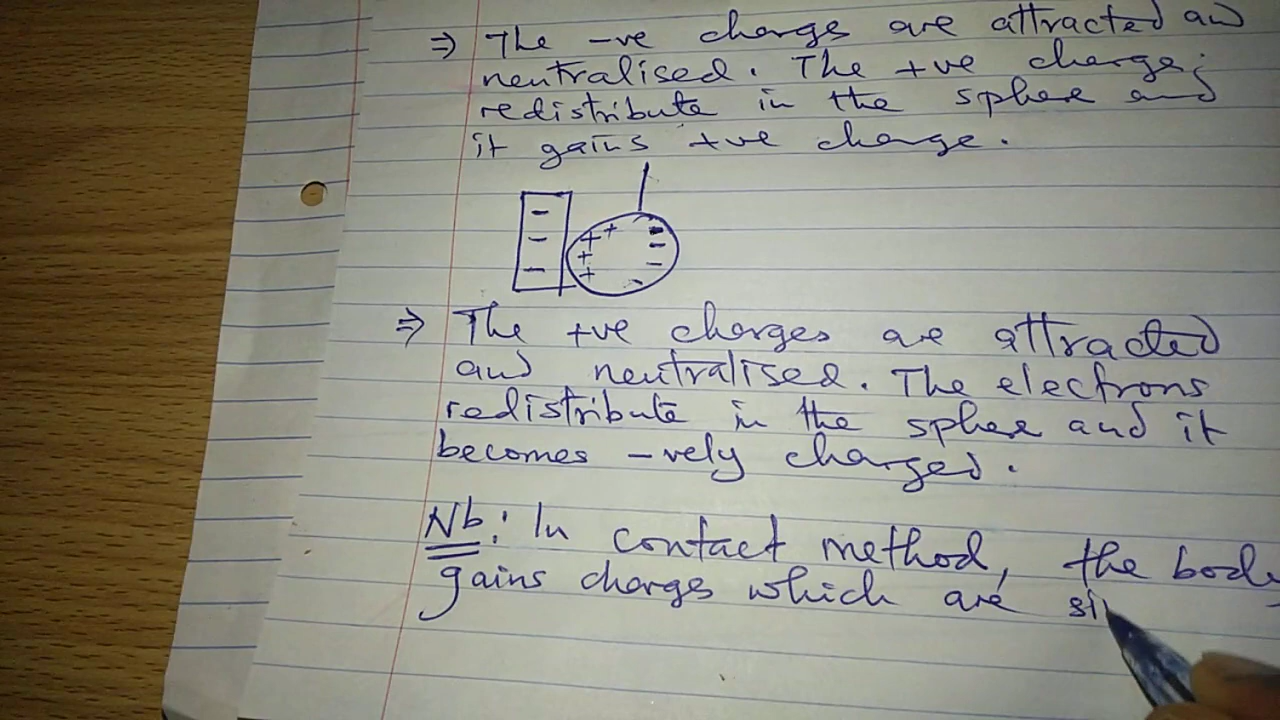 ⇒ The -ve charges are attracted and
neutralised. The +ve charges
redistribute in the sphere and
it gains +ve charge.
- + + -
- + -
- + - -
⇒ The +ve charges are attracted
and neutralised. The electrons
redistribute in the sphere and it
becomes -vely charged.
Nb: In contact method, the body
gains charges which are si